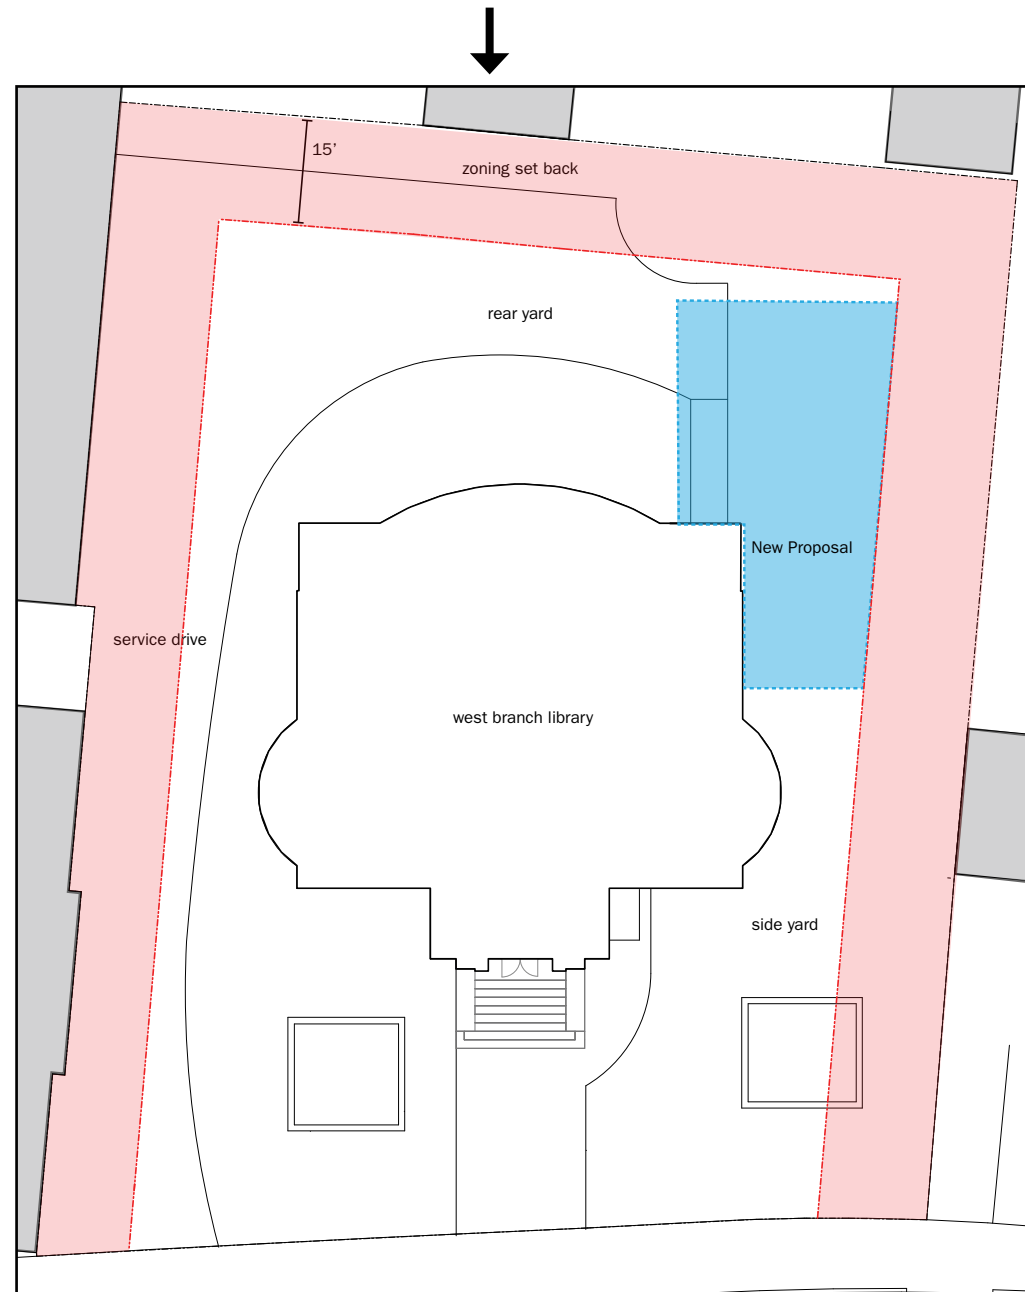 15’
zoning set back
rear yard
New Proposal
service drive
west branch library
side yard